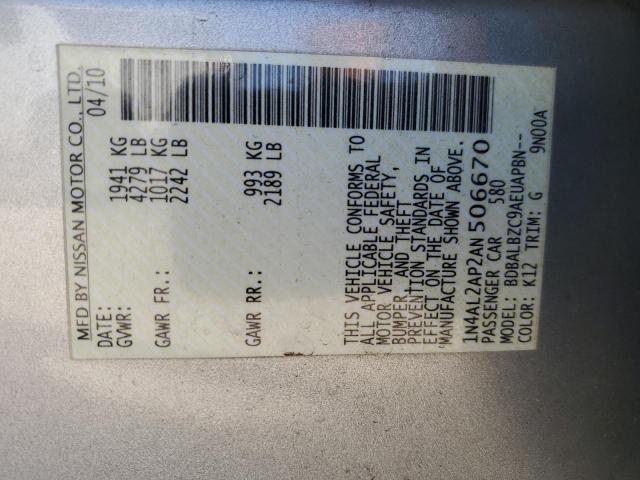 MFD BY NISSAN MOTOR CO., LTD.
DATE: 04/10
GVWR: 1941 KG
4279 LB
GAWR FR.: 1017 KG
2242 LB
GAWR RR.: 993 KG
2189 LB
THIS VEHICLE CONFORMS TO
ALL APPLICABLE FEDERAL
MOTOR VEHICLE SAFETY,
BUMPER, AND THEFT
PREVENTION STANDARDS IN
EFFECT ON THE DATE OF
MANUFACTURE SHOWN ABOVE.
1N4AL2AP2AN506670
PASSENGER CAR 580
MODEL: BDBALBZC9AEUAPBN--
COLOR: K12 TRIM: G 9N00A